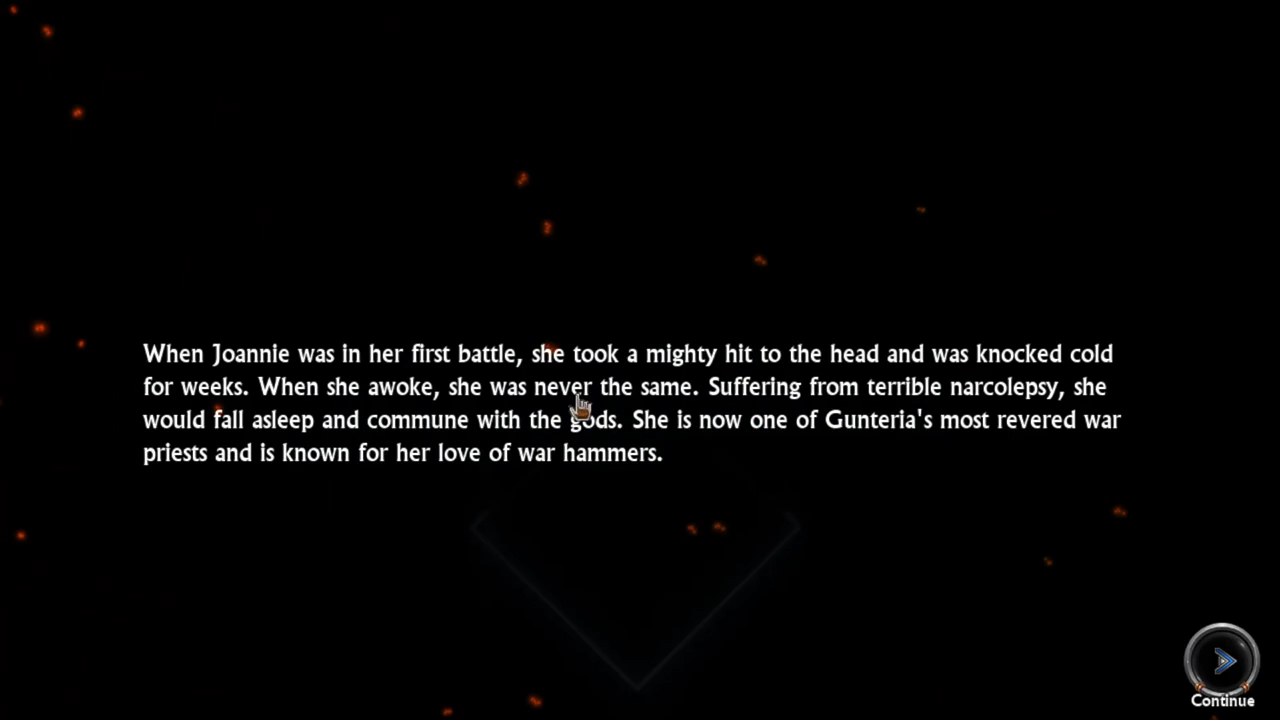 When Joannie was in her first battle, she took a mighty hit to the head and was knocked cold
for weeks. When she awoke, she was never the same. Suffering from terrible narcolepsy, she
would fall asleep and commune with the gods. She is now one of Gunteria's most revered war
priests and is known for her love of war hammers.
Continue